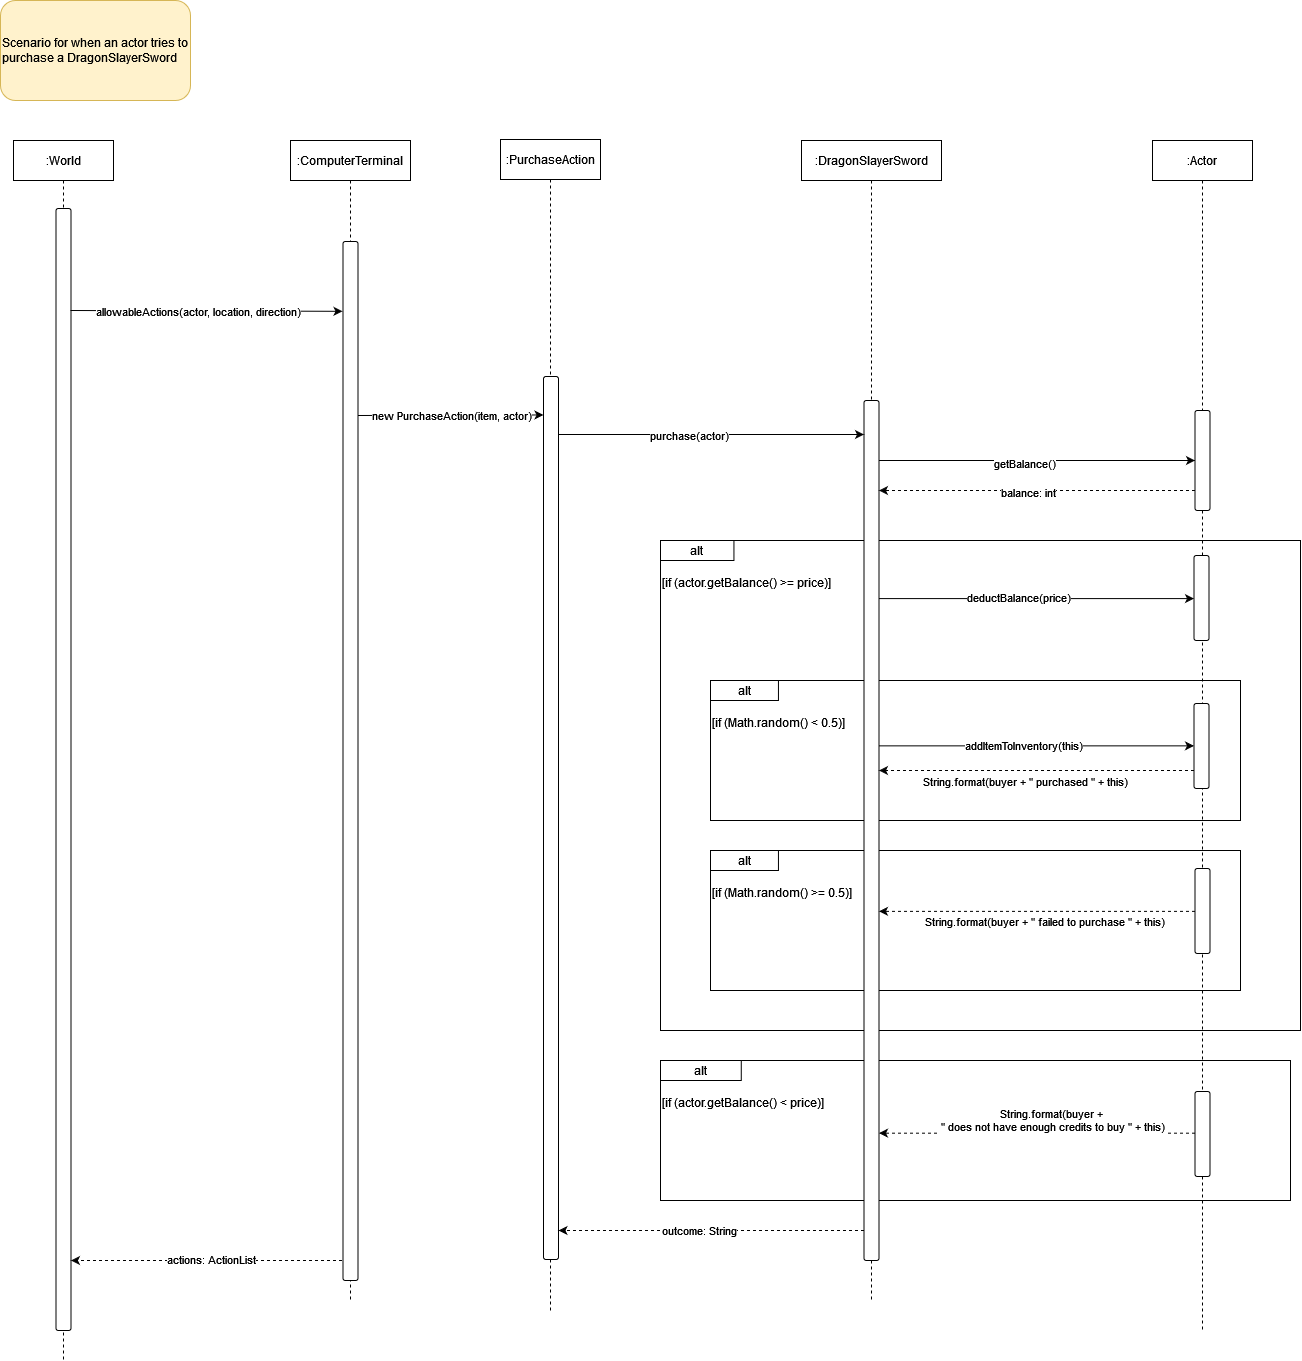 Scenario for when an actor tries to
purchase a DragonSlayerSword
:World
:ComputerTerminal
:PurchaseAction
:DragonSlayerSword
:Actor
allowableActions(actor, location, direction)
new PurchaseAction(item, actor)
purchase(actor)
getBalance()
balance: int
alt
[if (actor.getBalance() >= price)]
deductBalance(price)
alt
[if (Math.random() < 0.5)]
addItemToInventory(this)
String.format(buyer + " purchased " + this)
alt
[if (Math.random() >= 0.5)]
String.format(buyer + " failed to purchase " + this)
alt
[if (actor.getBalance() < price)]
String.format(buyer +
" does not have enough credits to buy " + this)
outcome: String
actions: ActionList